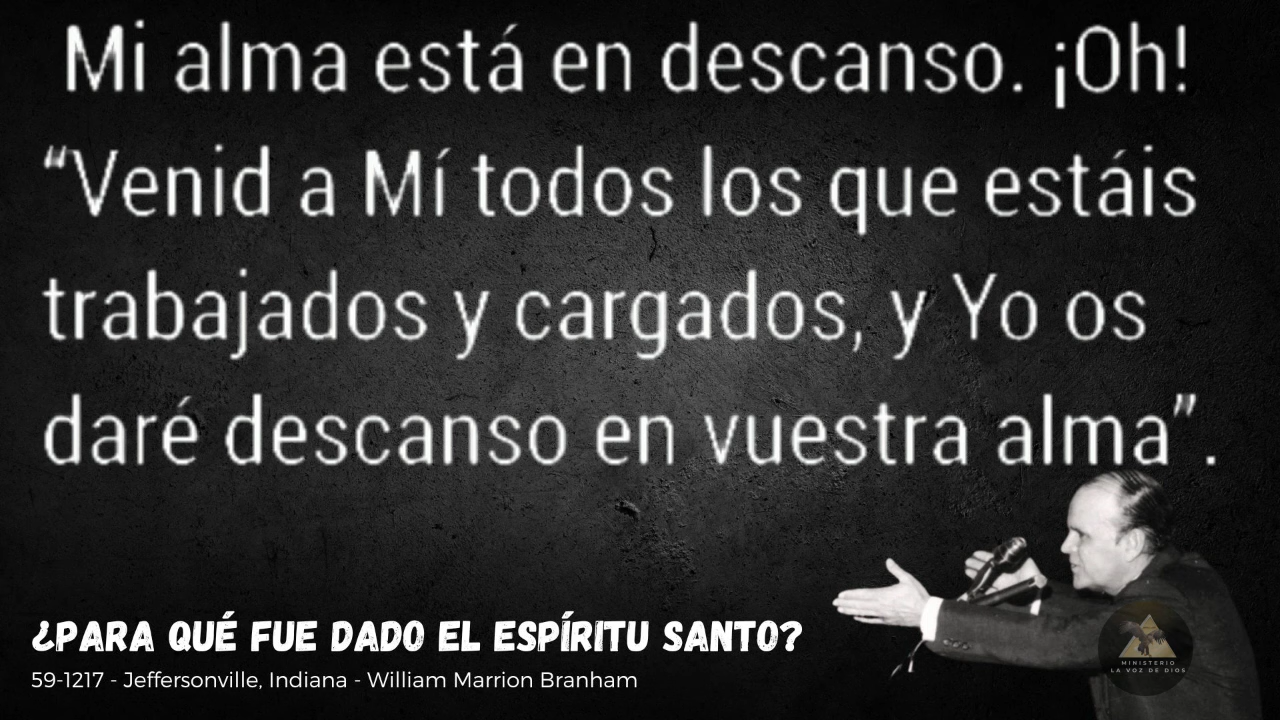 Mi alma está en descanso. ¡Oh!
“Venid a Mí todos los que estáis
trabajados y cargados, y Yo os
daré descanso en vuestra alma”.
¿PARA QUÉ FUE DADO EL ESPÍRITU SANTO?
59-1217 - Jeffersonville, Indiana - William Marrion Branham
MINISTERIO
LA VOZ DE DIOS